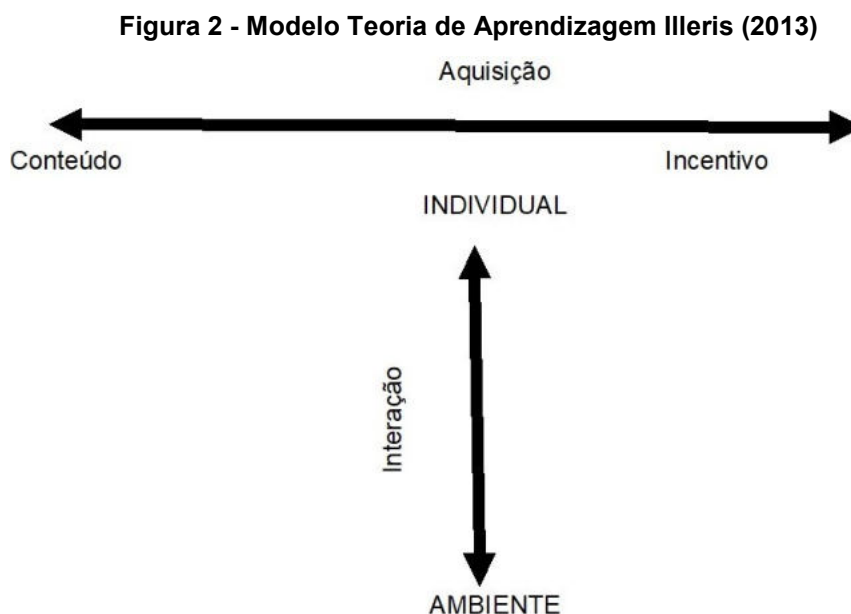 Figura 2 - Modelo Teoria de Aprendizagem Illeris (2013)
Aquisição
Conteúdo
Incentivo
INDIVIDUAL
Interação
AMBIENTE